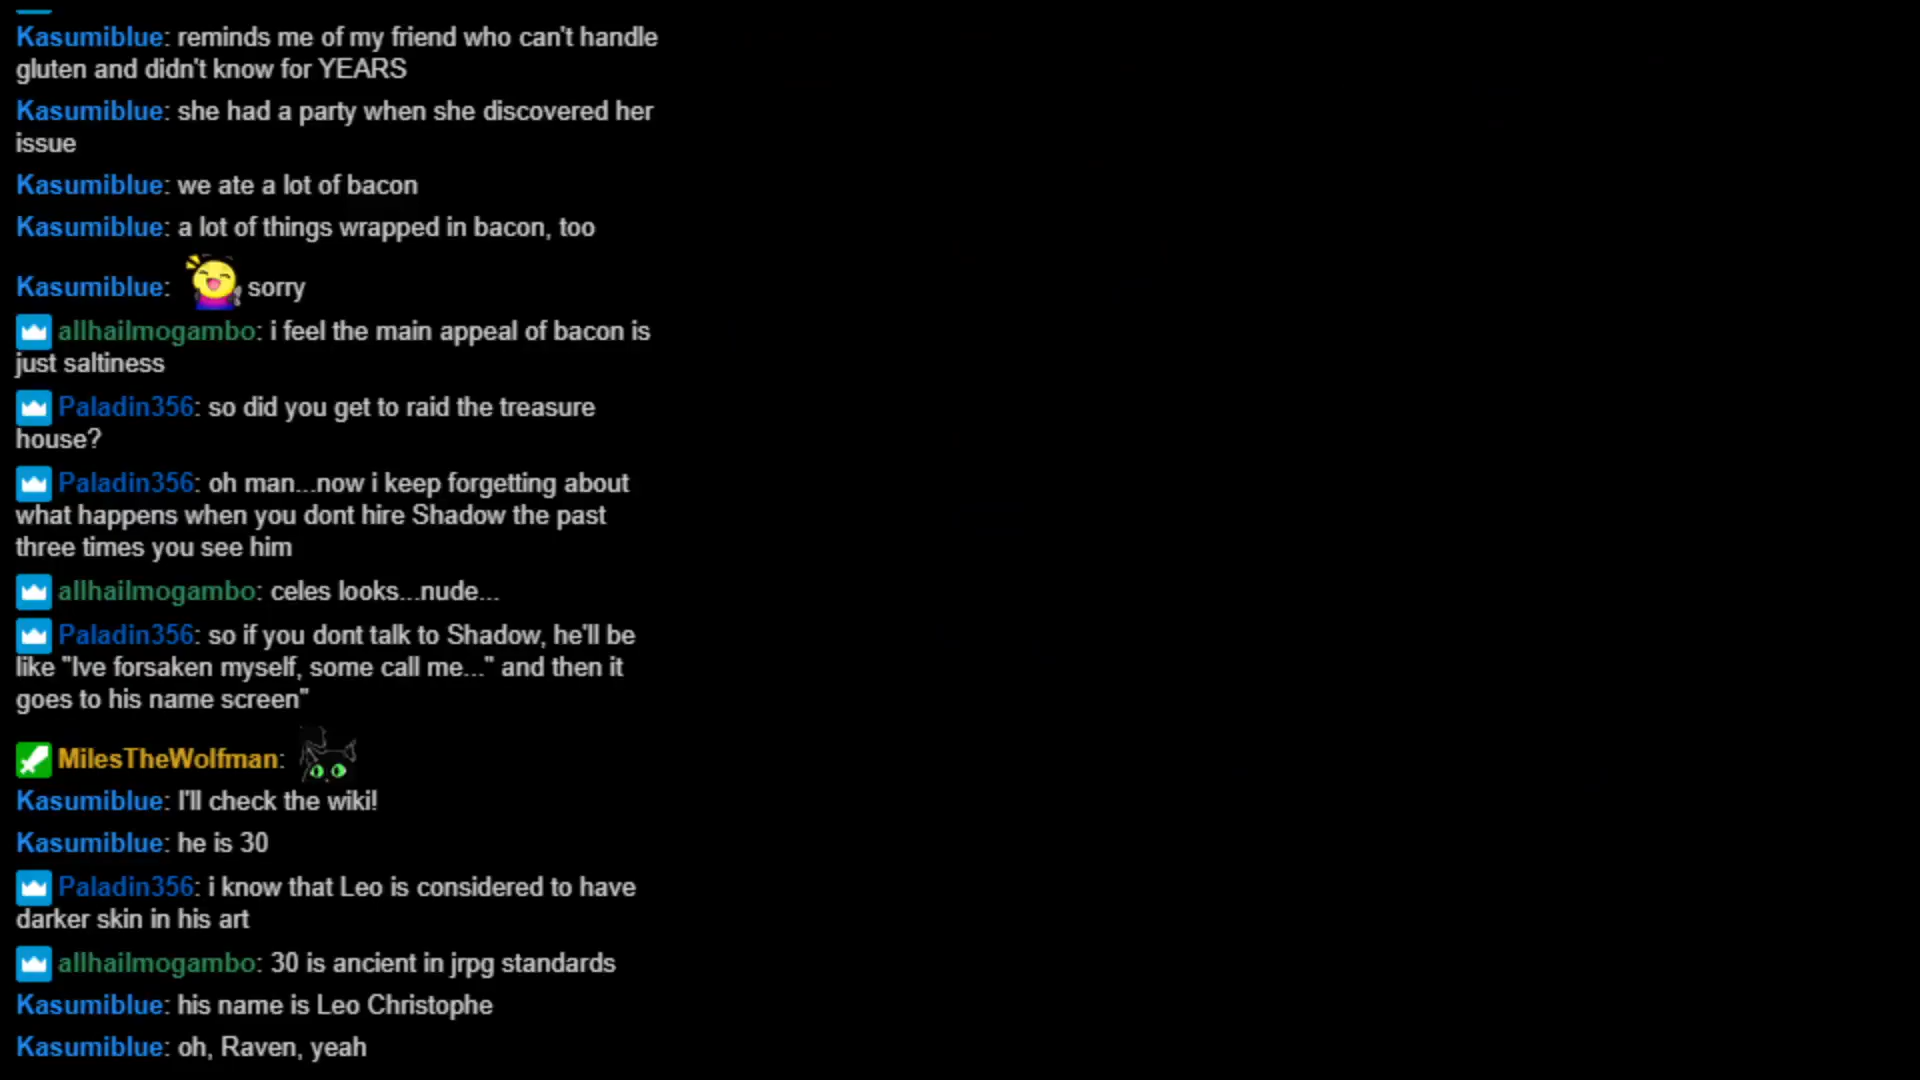 Kasumiblue: reminds me of my friend who can't handle
gluten and didn't know for YEARS
Kasumiblue: she had a party when she discovered her
issue
Kasumiblue: we ate a lot of bacon
Kasumiblue: a lot of things wrapped in bacon, too
Kasumiblue: sorry
allhailmogambo: i feel the main appeal of bacon is
just saltiness
Paladin356: so did you get to raid the treasure
house?
Paladin356: oh man...now i keep forgetting about
what happens when you dont hire Shadow the past
three times you see him
allhailmogambo: celes looks...nude...
Paladin356: so if you dont talk to Shadow, he'll be
like "Ive forsaken myself, some call me..." and then it
goes to his name screen"
MilesTheWolfman:
Kasumiblue: I'll check the wiki!
Kasumiblue: he is 30
Paladin356: i know that Leo is considered to have
darker skin in his art
allhailmogambo: 30 is ancient in jrpg standards
Kasumiblue: his name is Leo Christophe
Kasumiblue: oh, Raven, yeah